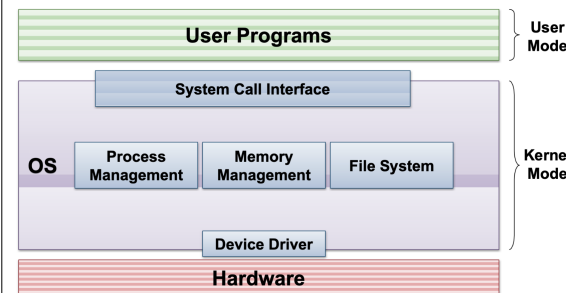 User Programs
User
Mode
System Call Interface
OS
Process
Management
Memory
Management
File System
Kerne
Mode
Device Driver
Hardware